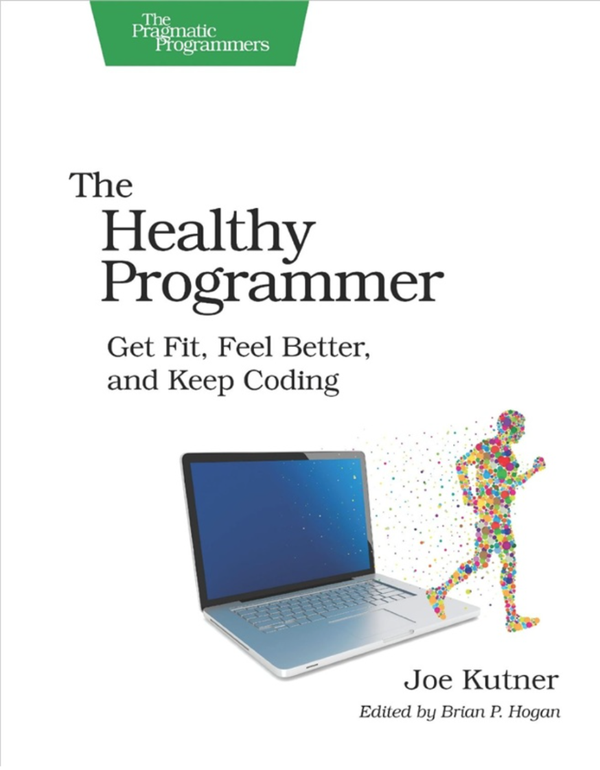 The
Pragmatic
Programmers
The
Healthy
Programmer
Get Fit, Feel Better,
and Keep Coding
Joe Kutner
Edited by Brian P. Hogan